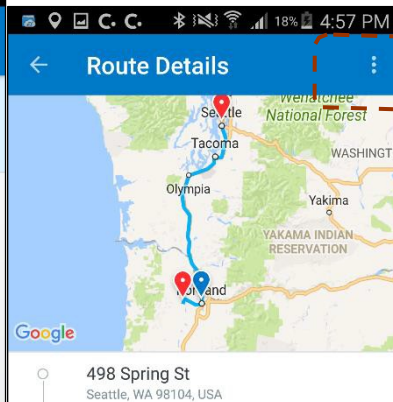 C. C. 18% 4:57 PM
Route Details
Wenatchee
National Forest
Seattle
Tacoma
WASHINGT
Olympia
Yakima
YAKAMA INDIAN
RESERVATION
Portland
Google
498 Spring St
Seattle, WA 98104, USA